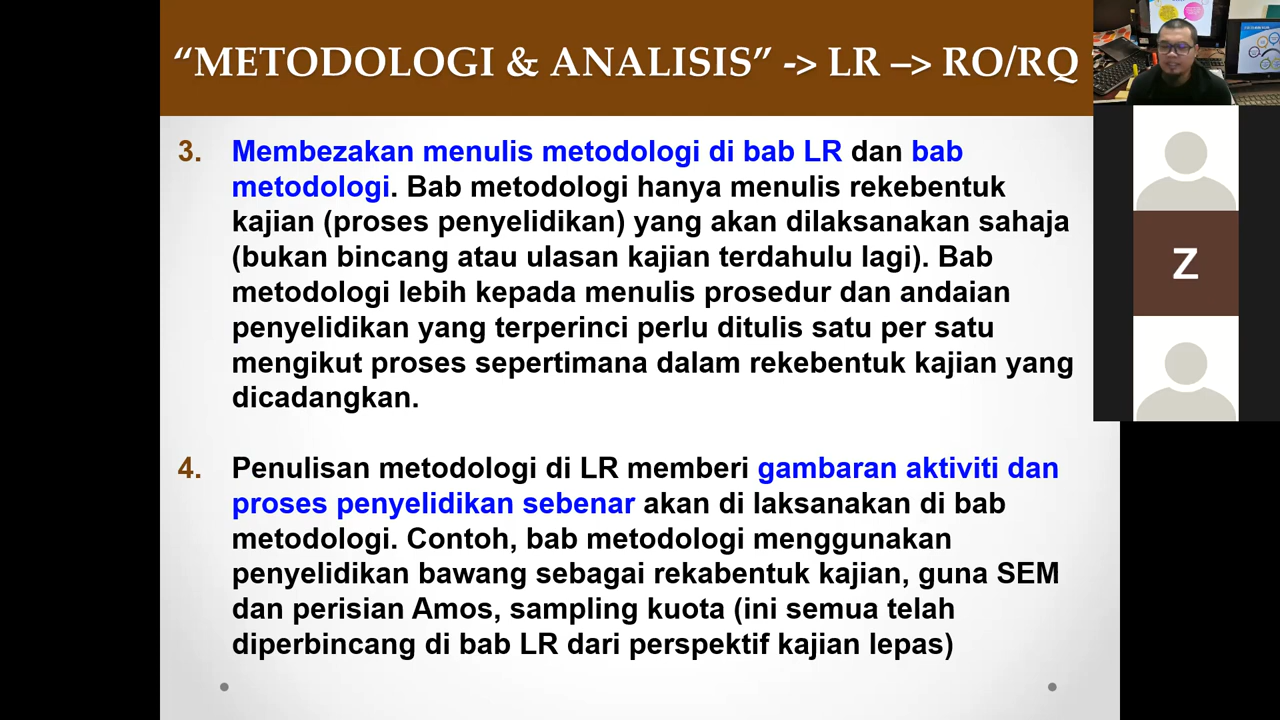 “METODOLOGI & ANALISIS” -> LR –> RO/RQ
3. Membezakan menulis metodologi di bab LR dan bab
metodologi. Bab metodologi hanya menulis rekebentuk
kajian (proses penyelidikan) yang akan dilaksanakan sahaja
(bukan bincang atau ulasan kajian terdahulu lagi). Bab
metodologi lebih kepada menulis prosedur dan andaian
penyelidikan yang terperinci perlu ditulis satu per satu
mengikut proses sepertimana dalam rekebentuk kajian yang
dicadangkan.
4. Penulisan metodologi di LR memberi gambaran aktiviti dan
proses penyelidikan sebenar akan di laksanakan di bab
metodologi. Contoh, bab metodologi menggunakan
penyelidikan bawang sebagai rekabentuk kajian, guna SEM
dan perisian Amos, sampling kuota (ini semua telah
diperbincang di bab LR dari perspektif kajian lepas)
Z